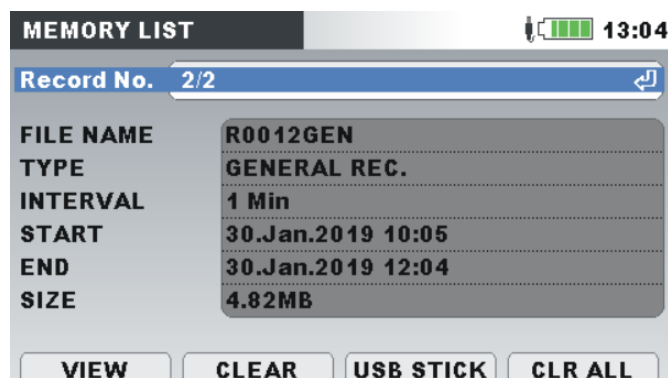 MEMORY LIST 13:04
Record No. 2/2
FILE NAME R0012GEN
TYPE GENERAL REC.
INTERVAL 1 Min
START 30.Jan.2019 10:05
END 30.Jan.2019 12:04
SIZE 4.82MB
VIEW CLEAR USB STICK CLR ALL